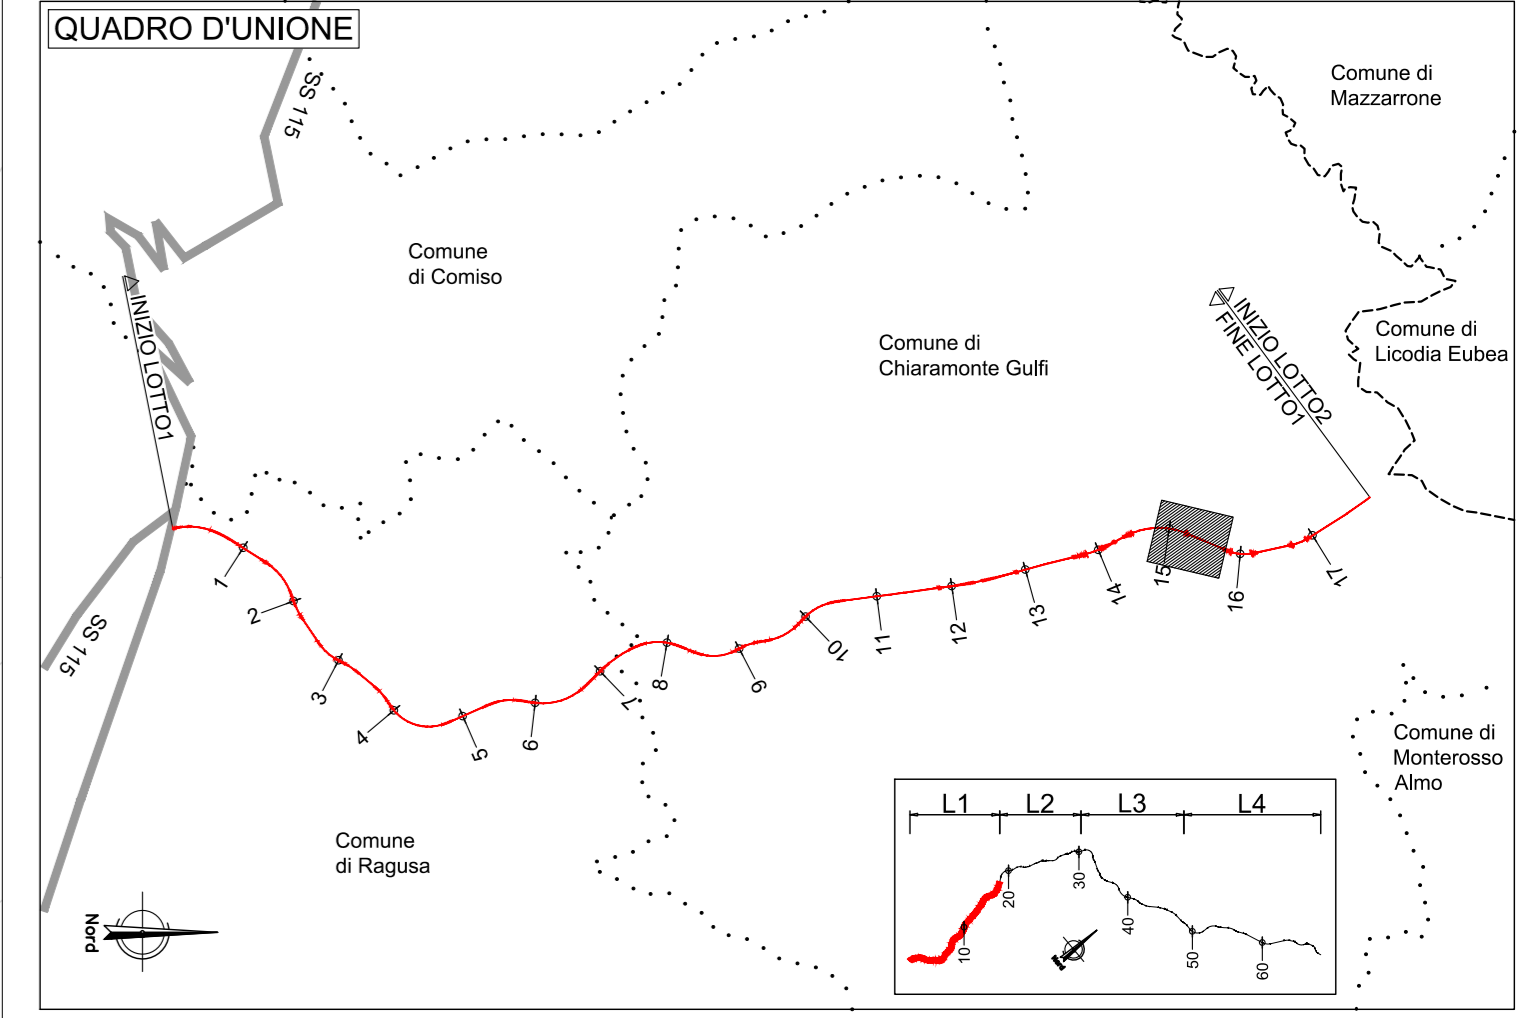 QUADRO D'UNIONE
SS 115
Comune di
Mazzarrone
Comune
di Comiso
INIZIO LOTTO1
Comune di
Chiaramonte Gulfi
INIZIO LOTTO2
FINE LOTTO1
Comune di
Licodia Eubea
1
2
3
4
5
6
7
8
9
10
11
12
13
14
15
16
17
SS 115
Comune di
Monterosso
Almo
Comune
di Ragusa
Nord
L1
L2
L3
L4
10
20
30
40
50
60
Nord